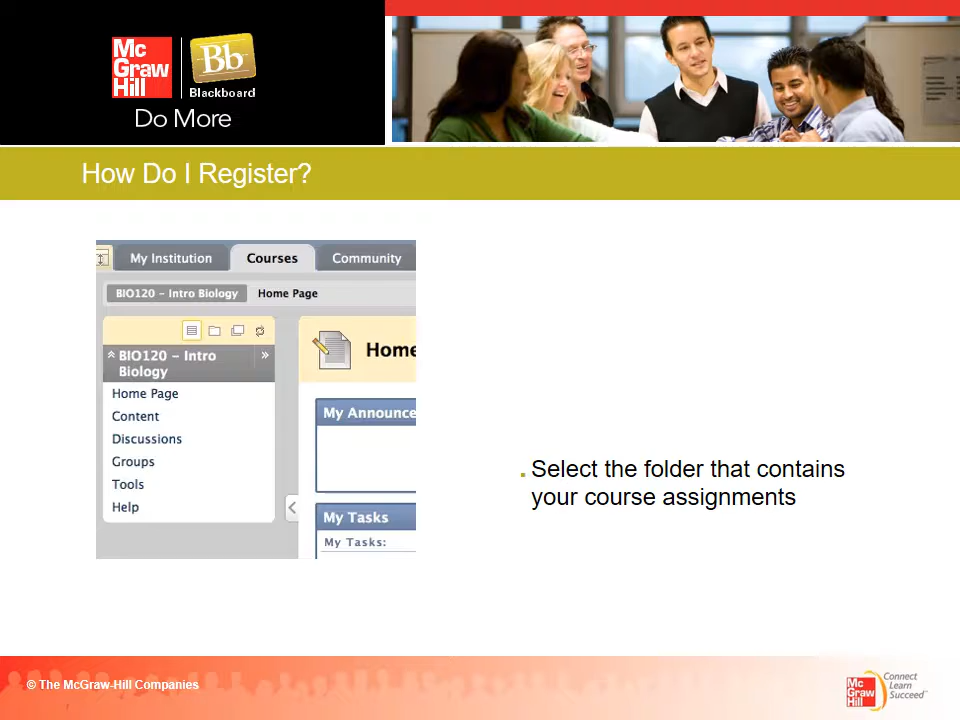 Mc
Graw
Hill
Bb
Blackboard
Do More
How Do I Register?
My Institution
Courses
Community
BIO120 – Intro Biology
Home Page
BIO120 – Intro
Biology
Home Page
Content
Discussions
Groups
Tools
Help
Home
My Announce
My Tasks
My Tasks:
Select the folder that contains
your course assignments
© The McGraw-Hill Companies
Mc
Graw
Hill
Connect
Learn
Succeed™